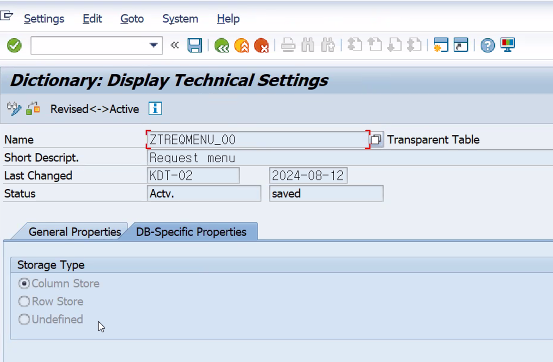 Settings Edit Goto System Help
Dictionary: Display Technical Settings
Revised<->Active
Name ZTREQMENU_00 Transparent Table
Short Descript. Request menu
Last Changed KDT-02 2024-08-12
Status Actv. saved
General Properties DB-Specific Properties
Storage Type
Column Store
Row Store
Undefined